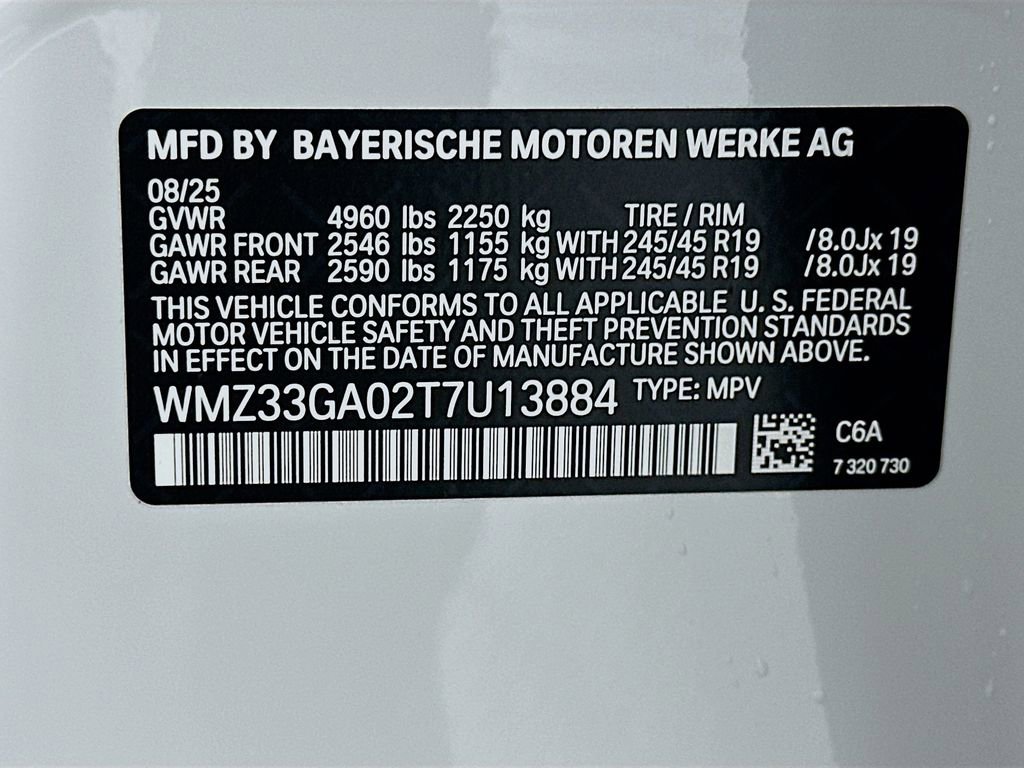 MFD BY BAYERISCHE MOTOREN WERKE AG
08/25
GVWR 4960 lbs 2250 kg TIRE / RIM
GAWR FRONT 2546 lbs 1155 kg WITH 245/45 R19 /8.0Jx 19
GAWR REAR 2590 lbs 1175 kg WITH 245/45 R19 /8.0Jx 19
THIS VEHICLE CONFORMS TO ALL APPLICABLE U. S. FEDERAL
MOTOR VEHICLE SAFETY AND THEFT PREVENTION STANDARDS
IN EFFECT ON THE DATE OF MANUFACTURE SHOWN ABOVE.
WMZ33GA02T7U13884 TYPE: MPV
C6A
7 320 730